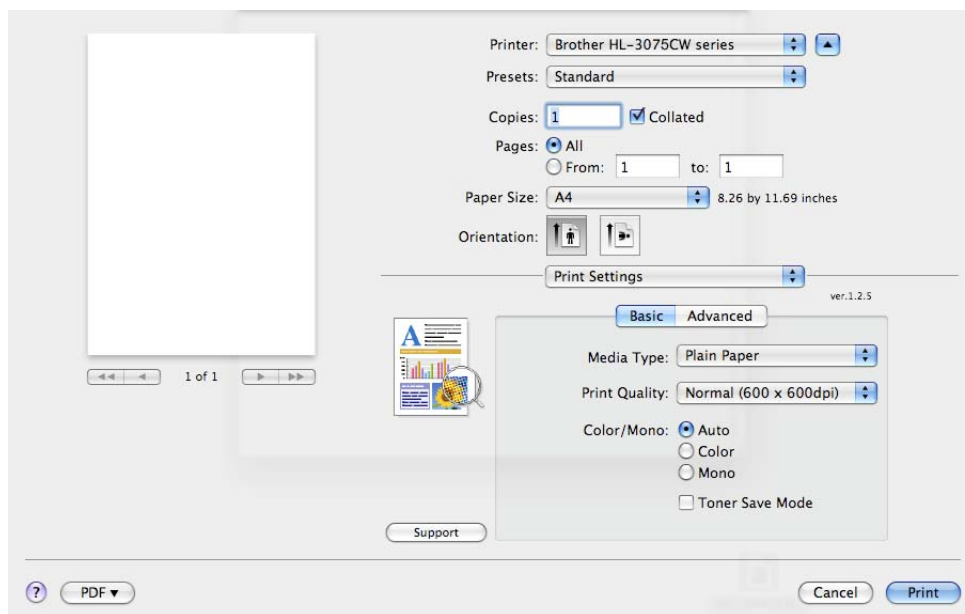 Printer: Brother HL-3075CW series
Presets: Standard
Copies: 1 Collated
Pages: All
From: 1 to: 1
Paper Size: A4 8.26 by 11.69 inches
Orientation:
Print Settings
ver.1.2.5
Basic Advanced
Media Type: Plain Paper
1 of 1
Print Quality: Normal (600 x 600dpi)
Color/Mono: Auto
Color
Mono
Toner Save Mode
Support
? PDF▼ Cancel Print